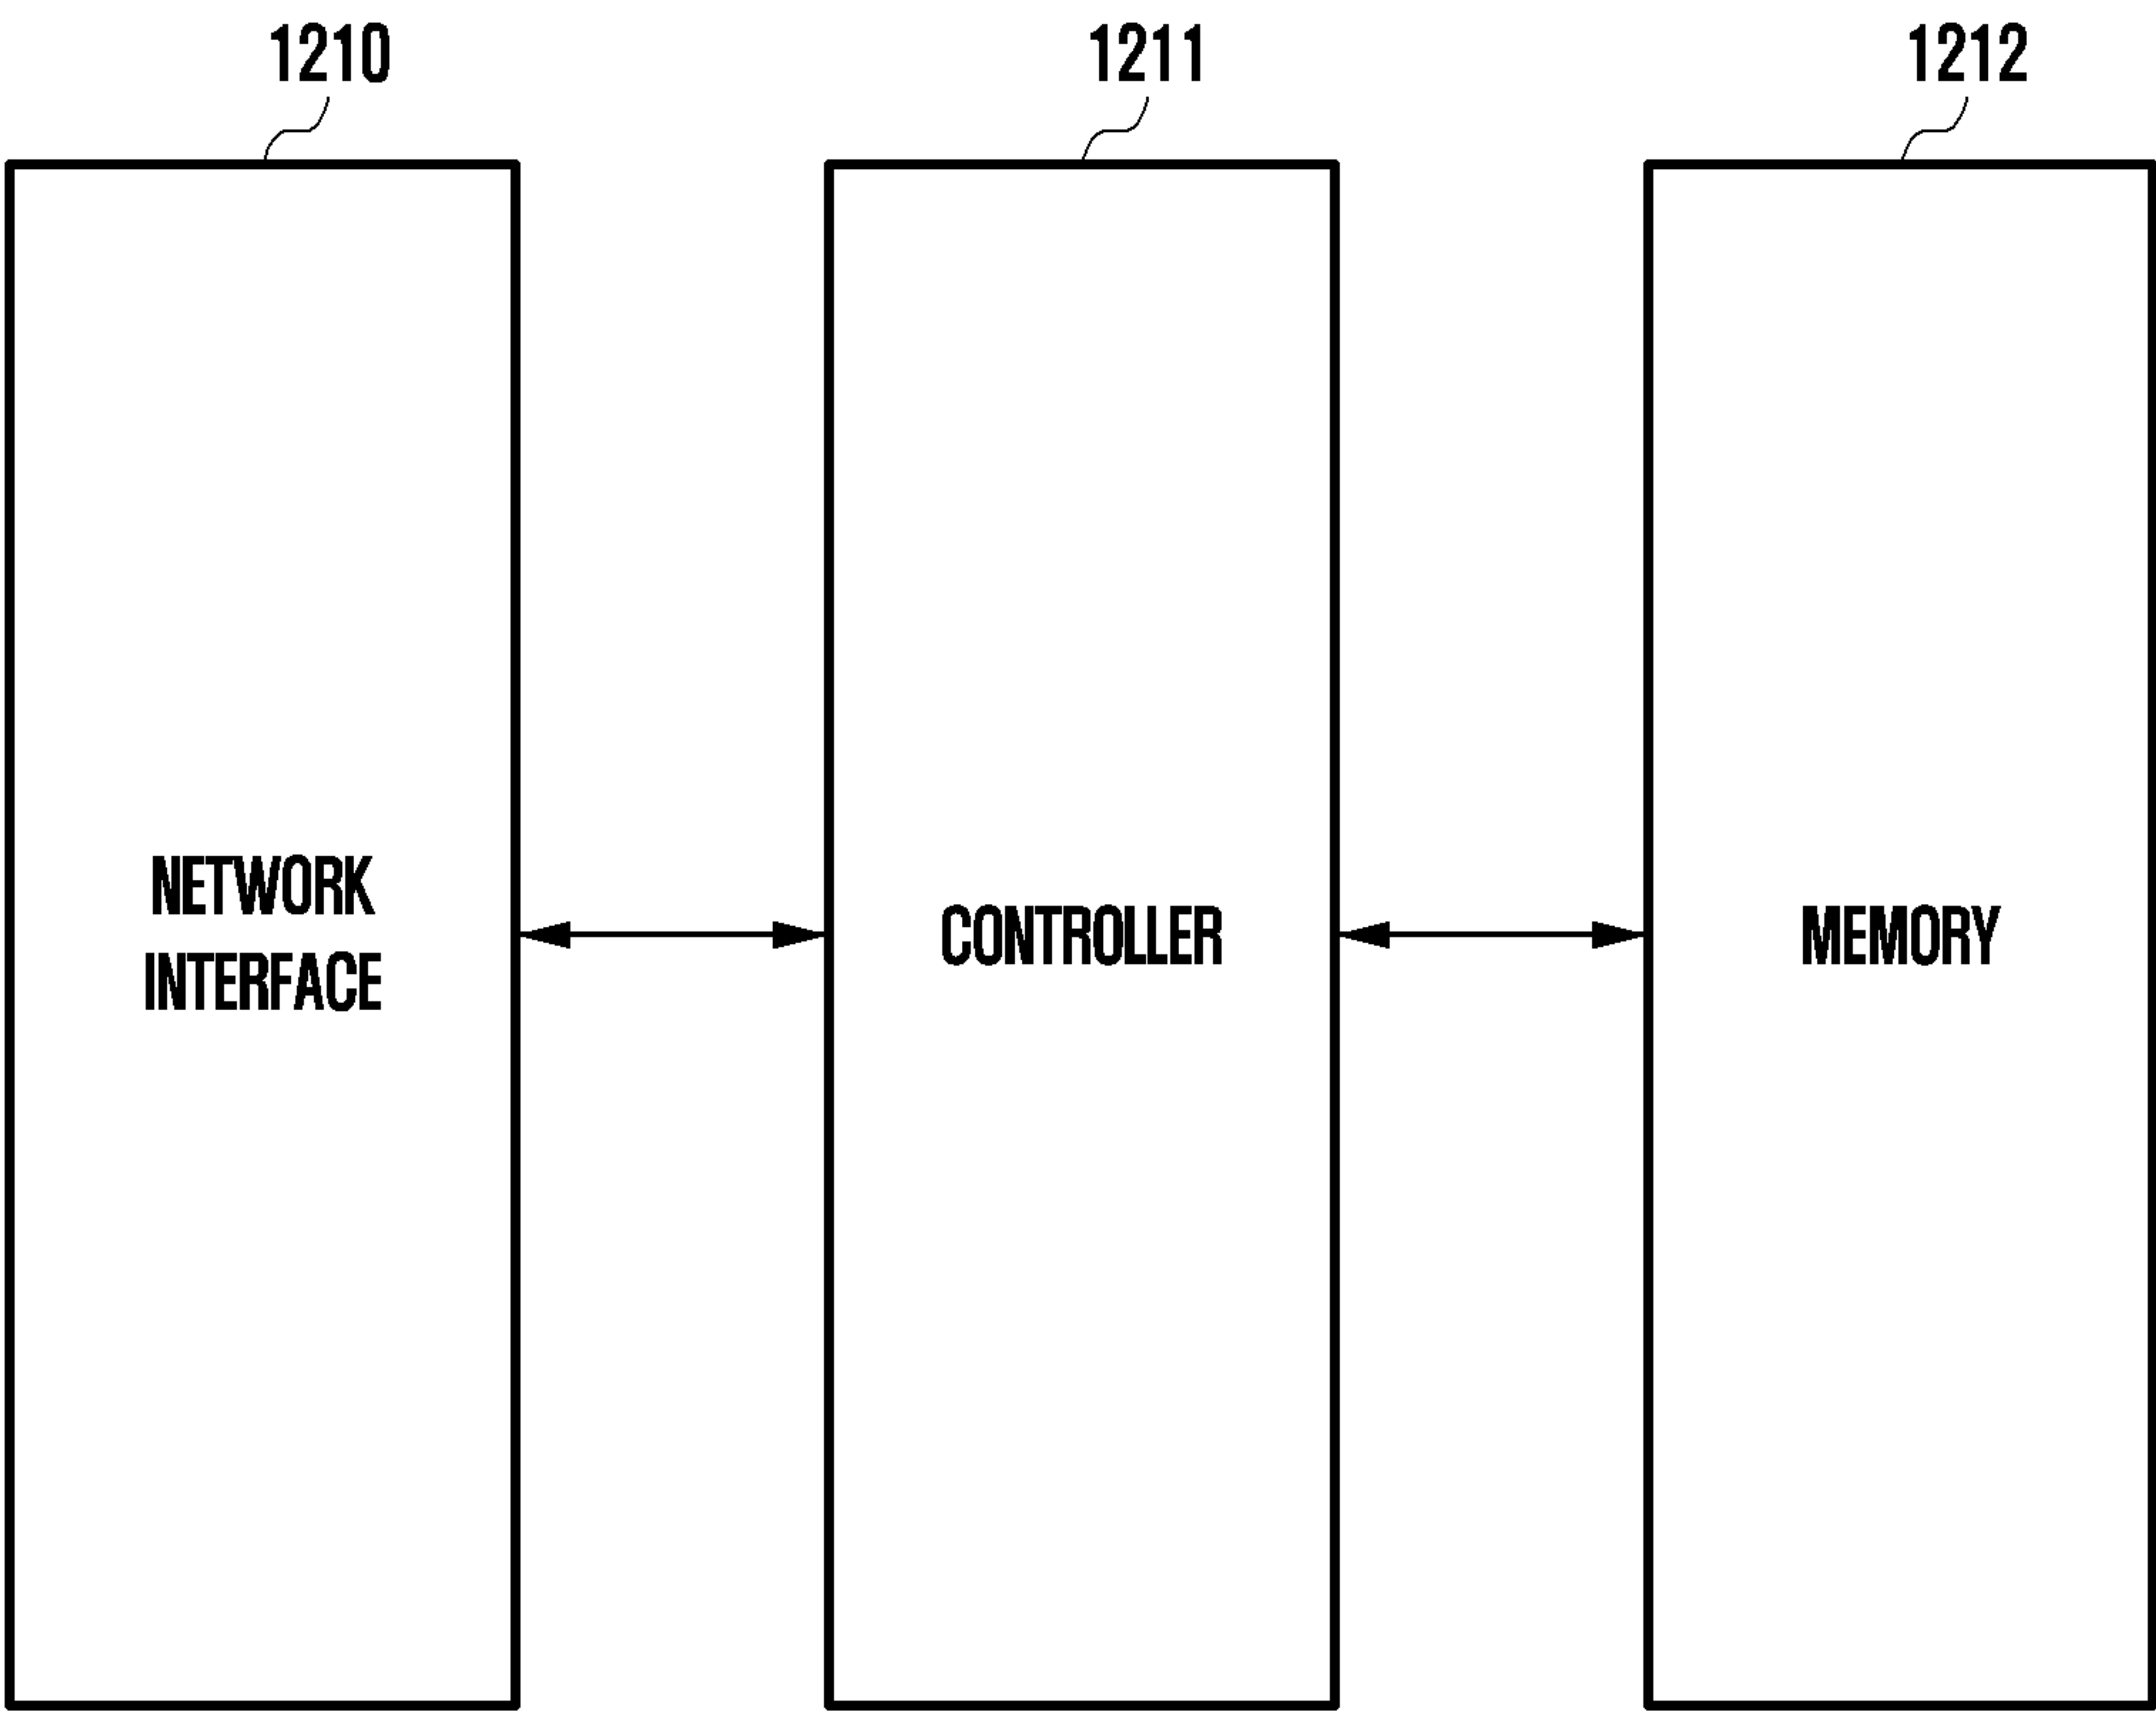 1210
1211
1212
NETWORK
INTERFACE
CONTROLLER
MEMORY